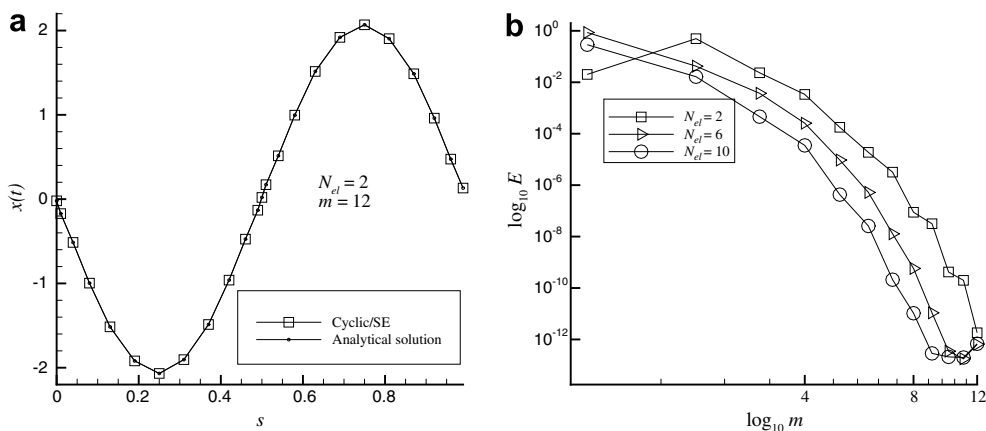 a
2
1
0
-1
-2
x(t)
0
0.2
0.4
0.6
0.8
s
N_el = 2
m = 12
Cyclic/SE
Analytical solution
b
10^0
10^-2
10^-4
10^-6
10^-8
10^-10
10^-12
log10 E
N_el = 2
N_el = 6
N_el = 10
4
8
12
log10 m